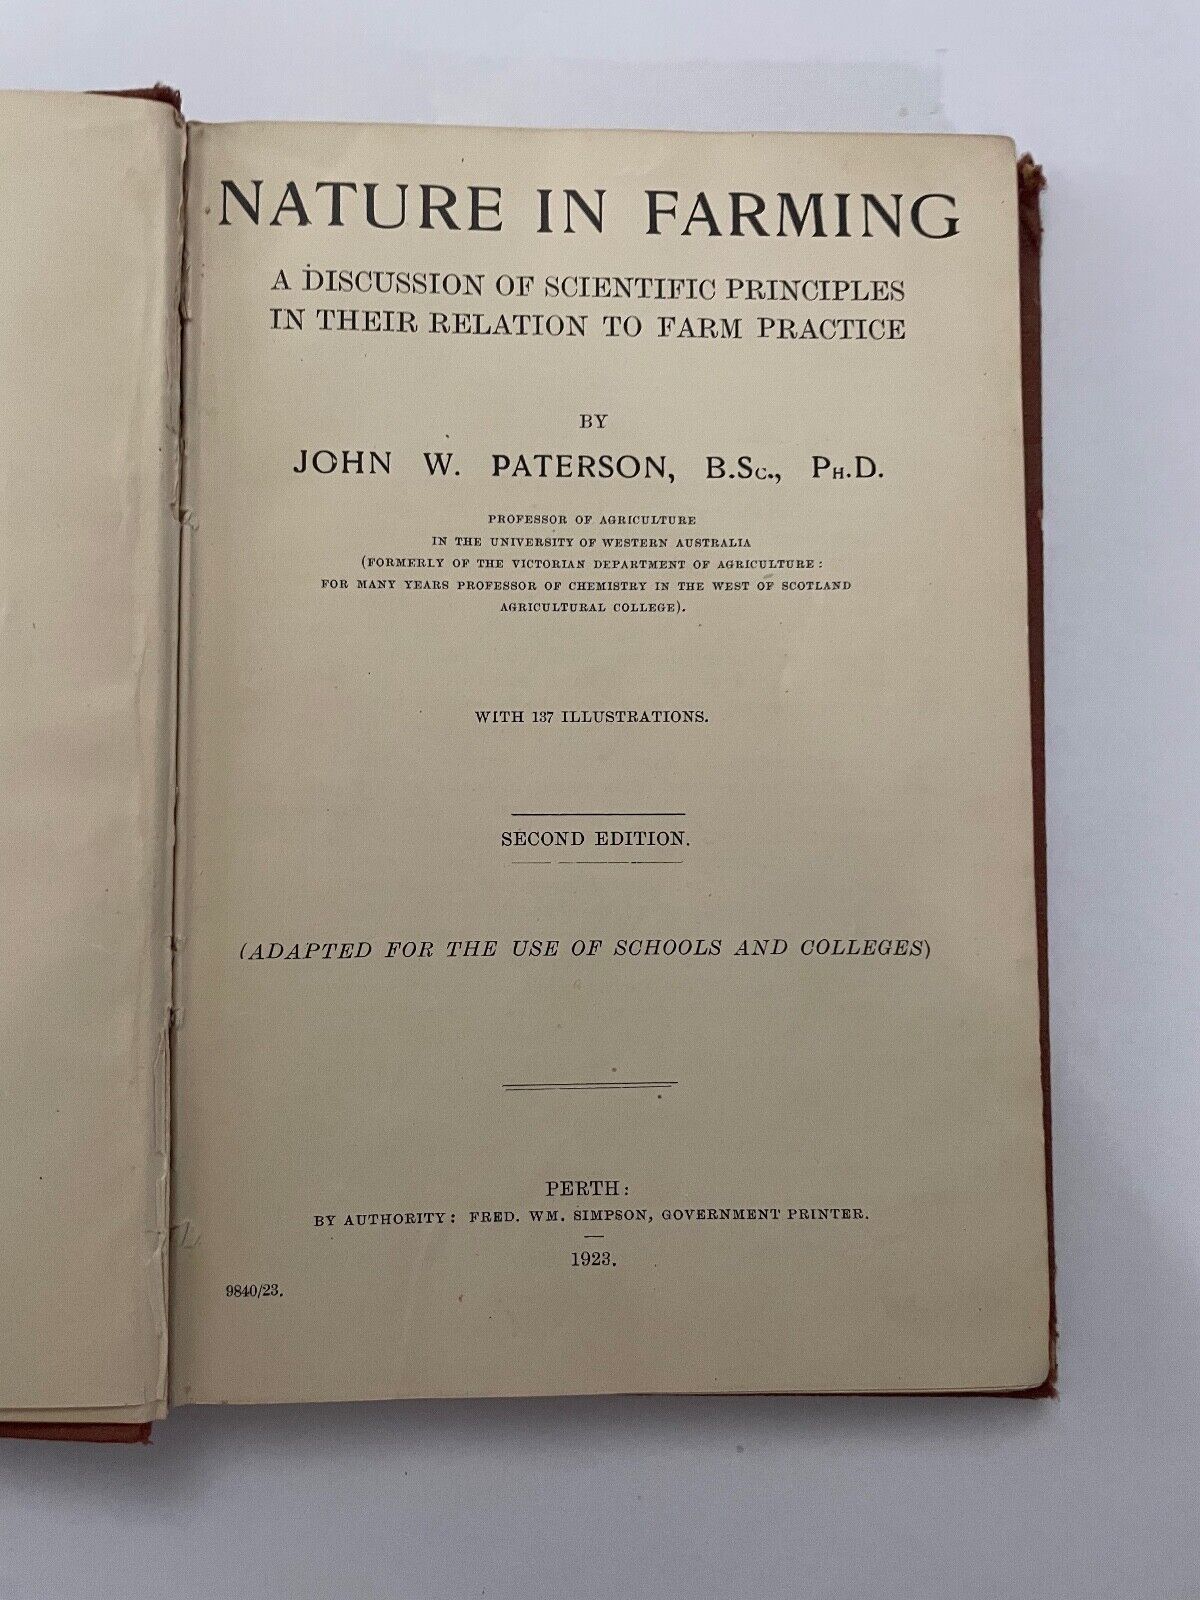 NATURE IN FARMING
A DISCUSSION OF SCIENTIFIC PRINCIPLES
IN THEIR RELATION TO FARM PRACTICE
BY
JOHN W. PATERSON, B.Sc., Ph.D.
PROFESSOR OF AGRICULTURE
IN THE UNIVERSITY OF WESTERN AUSTRALIA
(FORMERLY OF THE VICTORIAN DEPARTMENT OF AGRICULTURE:
FOR MANY YEARS PROFESSOR OF CHEMISTRY IN THE WEST OF SCOTLAND
AGRICULTURAL COLLEGE).
WITH 137 ILLUSTRATIONS.
SECOND EDITION.
(ADAPTED FOR THE USE OF SCHOOLS AND COLLEGES)
PERTH:
BY AUTHORITY: FRED. WM. SIMPSON, GOVERNMENT PRINTER.
1923.
9840/23.